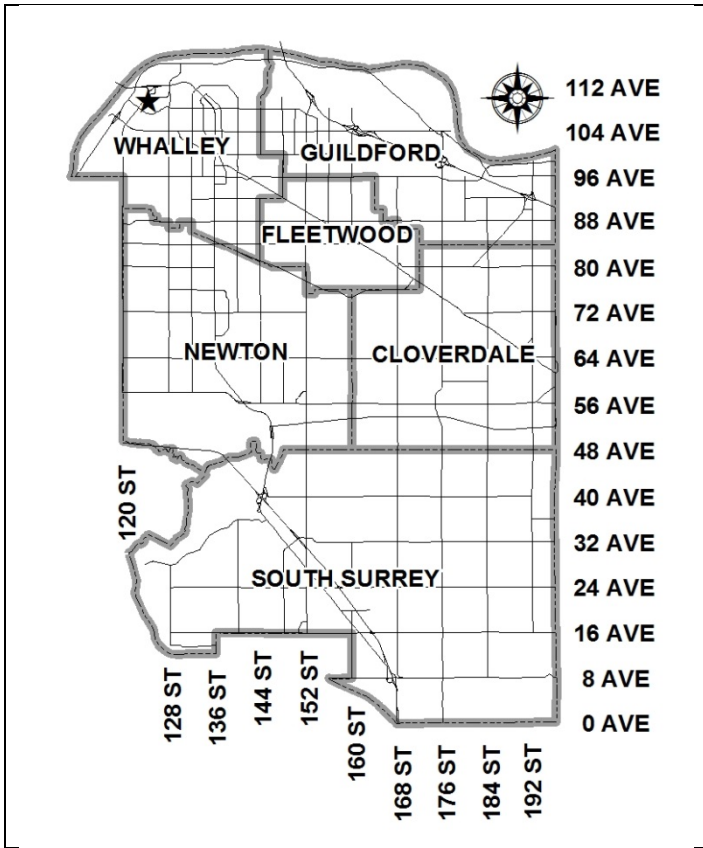 112 AVE
104 AVE
WHALLEY
GUILDFORD
96 AVE
88 AVE
FLEETWOOD
80 AVE
72 AVE
NEWTON
CLOVERDALE
64 AVE
56 AVE
48 AVE
120 ST
40 AVE
32 AVE
SOUTH SURREY
24 AVE
16 AVE
128 ST
136 ST
144 ST
152 ST
160 ST
8 AVE
0 AVE
168 ST
176 ST
184 ST
192 ST